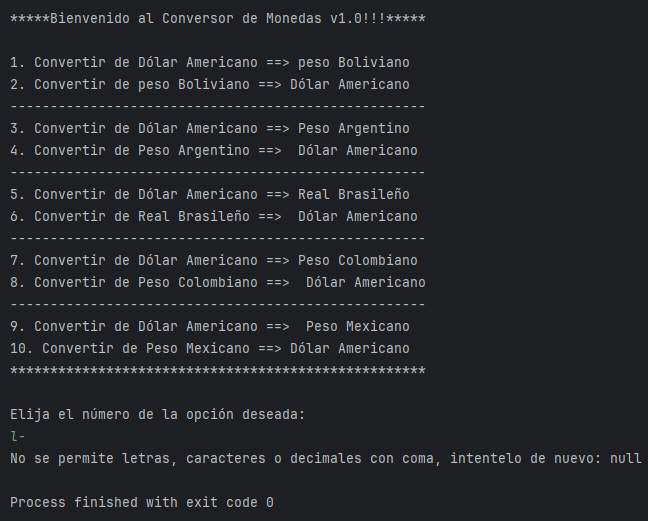 *****Bienvenido al Conversor de Monedas v1.0!!!*****
1. Convertir de Dólar Americano ==> peso Boliviano
2. Convertir de peso Boliviano ==> Dólar Americano
----------------------------------------------------
3. Convertir de Dólar Americano ==> Peso Argentino
4. Convertir de Peso Argentino ==>  Dólar Americano
----------------------------------------------------
5. Convertir de Dólar Americano ==> Real Brasileño
6. Convertir de Real Brasileño ==>  Dólar Americano
----------------------------------------------------
7. Convertir de Dólar Americano ==> Peso Colombiano
8. Convertir de Peso Colombiano ==>  Dólar Americano
----------------------------------------------------
9. Convertir de Dólar Americano ==>  Peso Mexicano
10. Convertir de Peso Mexicano ==> Dólar Americano
****************************************************
Elija el número de la opción deseada:
l-
No se permite letras, caracteres o decimales con coma, intentelo de nuevo: null
Process finished with exit code 0